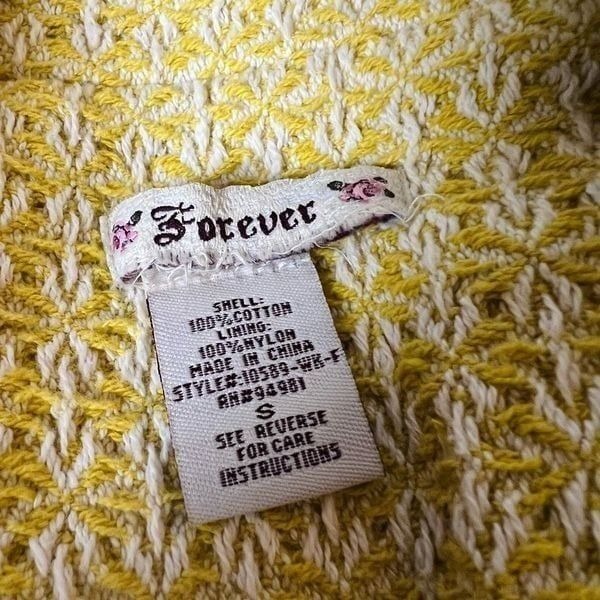 Forever
SHELL:
100%COTTON
LINING:
100%NYLON
MADE IN CHINA
STYLE#:10589-WB-F
RN#94981
S
SEE REVERSE
FOR CARE
INSTRUCTIONS